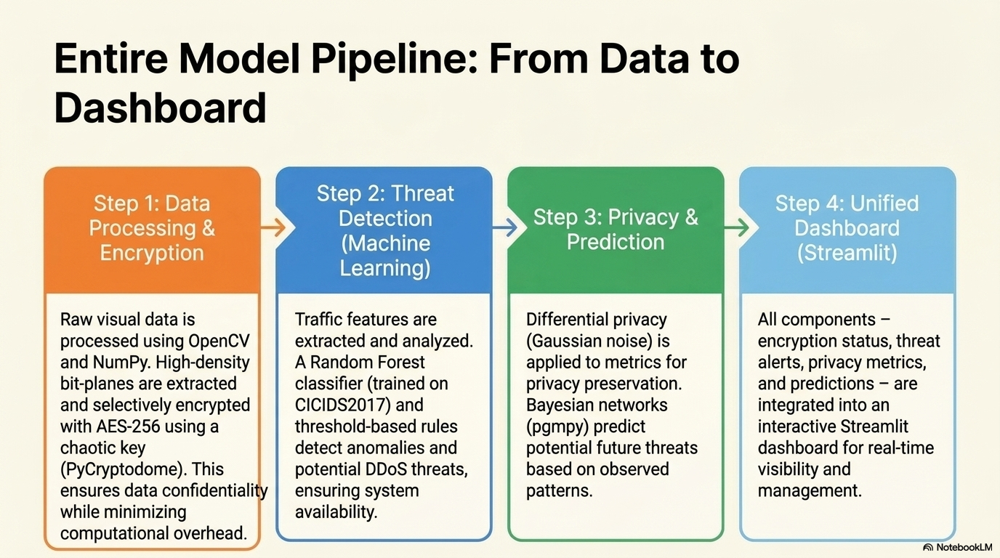 Entire Model Pipeline: From Data to
Dashboard
Step 1: Data
Processing &
Encryption
Raw visual data is
processed using OpenCV
and NumPy. High-density
bit-planes are extracted
and selectively encrypted
with AES-256 using a
chaotic key
(PyCryptodome). This
ensures data confidentiality
while minimizing
computational overhead.
Step 2: Threat
Detection
(Machine
Learning)
Traffic features are
extracted and analyzed.
A Random Forest
classifier (trained on
CICIDS2017) and
threshold-based rules
detect anomalies and
potential DDoS threats,
ensuring system
availability.
Step 3: Privacy &
Prediction
Differential privacy
(Gaussian noise) is
applied to metrics for
privacy preservation.
Bayesian networks
(pgmpy) predict
potential future threats
based on observed
patterns.
Step 4: Unified
Dashboard
(Streamlit)
All components –
encryption status, threat
alerts, privacy metrics,
and predictions – are
integrated into an
interactive Streamlit
dashboard for real-time
visibility and
management.
NotebookLM